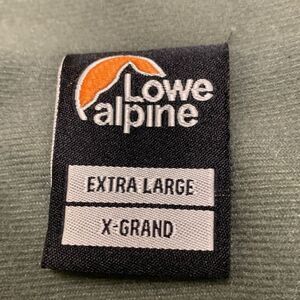 Lowe
alpine
EXTRA LARGE
X-GRAND